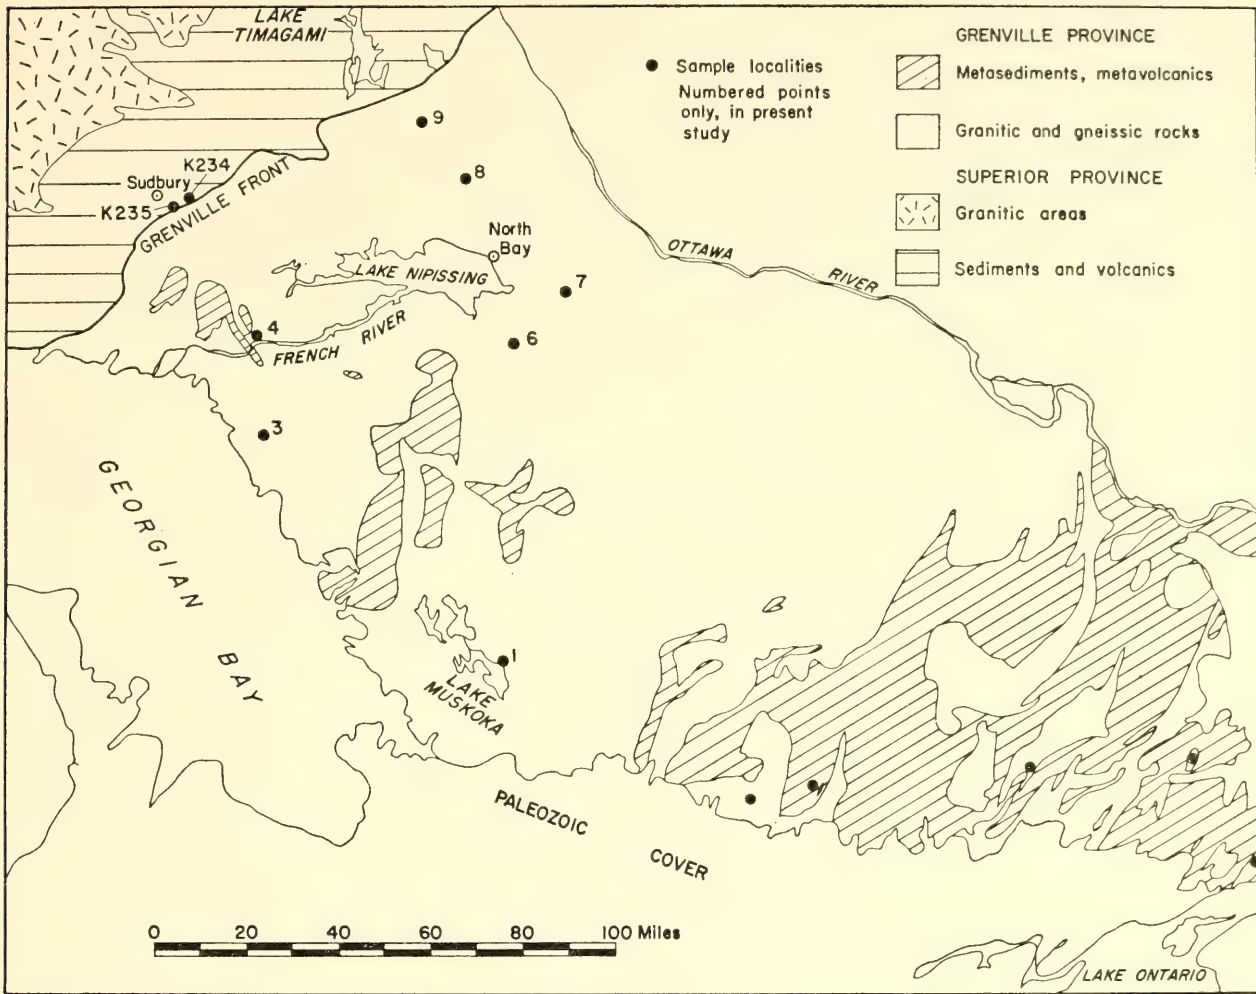 LAKE
TIMAGAMI
Sample localities
Numbered points
only, in present
study
GRENVILLE PROVINCE
Metasediments, metavolcanics
Granitic and gneissic rocks
SUPERIOR PROVINCE
Granitic areas
Sediments and volcanics
9
8
K234
Sudbury
K235
GRENVILLE FRONT
North
Bay
LAKE NIPISSING
OTTAWA
RIVER
7
4
6
FRENCH RIVER
3
GEORGIAN
BAY
1
LAKE
MUSKOKA
PALEOZOIC
COVER
0 20 40 60 80 100 Miles
LAKE ONTARIO